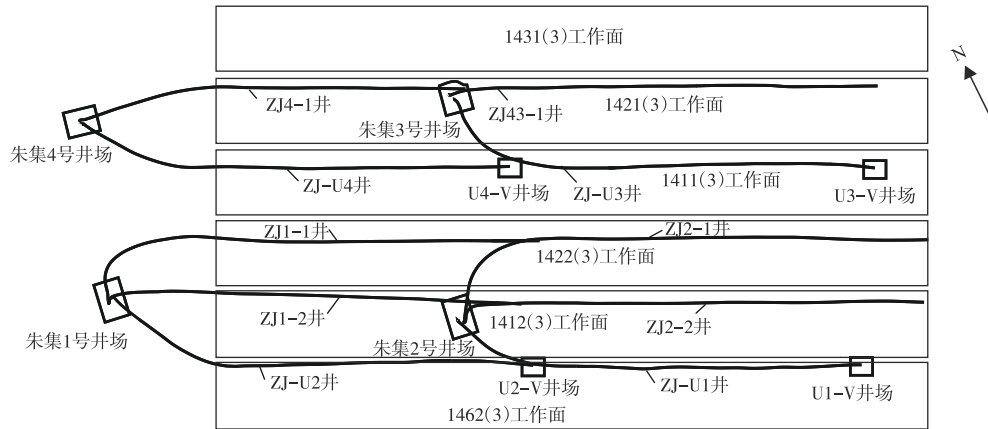 1431(3)工作面
N
ZJ4-1井
ZJ43-1井
1421(3)工作面
朱集3号井场
朱集4号井场
ZJ-U4井
U4-V井场
ZJ-U3井
1411(3)工作面
U3-V井场
ZJ1-1井
ZJ2-1井
1422(3)工作面
ZJ1-2井
1412(3)工作面
ZJ2-2井
朱集1号井场
朱集2号井场
ZJ-U2井
U2-V井场
ZJ-U1井
U1-V井场
1462(3)工作面